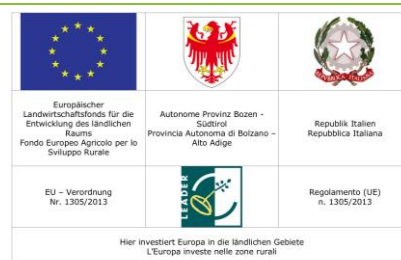 REPVBBLICA ITALIANA
Europäischer
Landwirtschaftsfonds für die
Entwicklung des ländlichen
Raums
Fondo Europeo Agricolo per lo
Sviluppo Rurale
Autonome Provinz Bozen -
Südtirol
Provincia Autonoma di Bolzano –
Alto Adige
Republik Italien
Repubblica Italiana
EU – Verordnung
Nr. 1305/2013
LEADER
Regolamento (UE)
n. 1305/2013
Hier investiert Europa in die ländlichen Gebiete
L'Europa investe nelle zone rurali